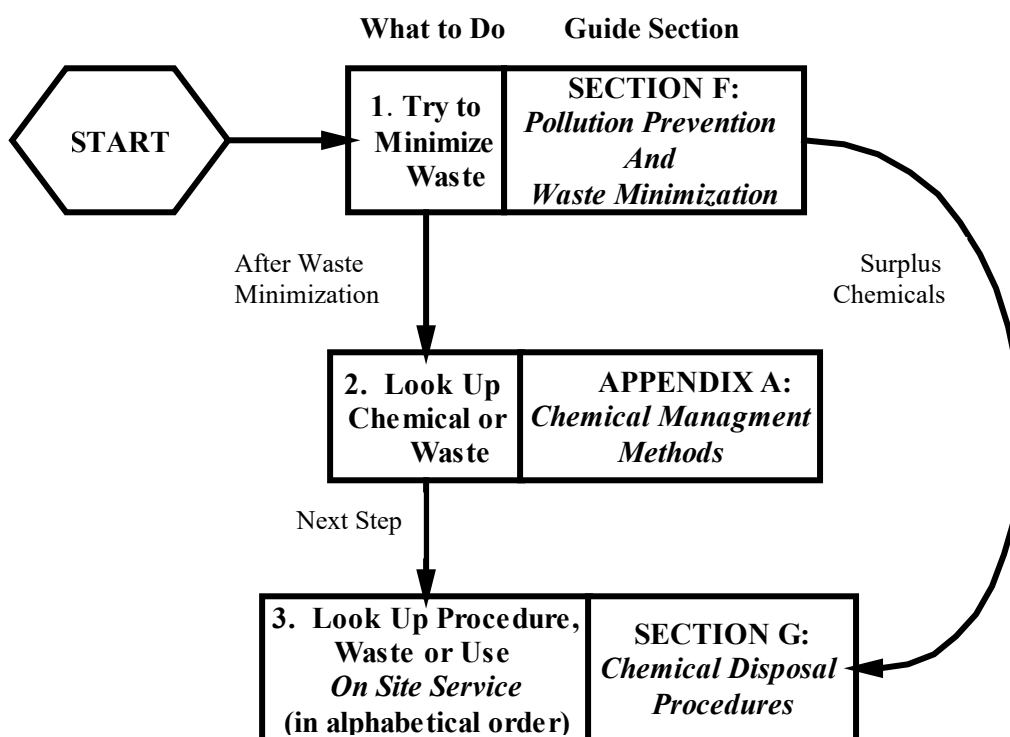 What to Do Guide Section
START
1. Try to
Minimize
Waste
SECTION F:
Pollution Prevention
And
Waste Minimization
After Waste
Minimization
Surplus
Chemicals
2. Look Up
Chemical or
Waste
APPENDIX A:
Chemical Managment
Methods
Next Step
3. Look Up Procedure,
Waste or Use
On Site Service
(in alphabetical order)
SECTION G:
Chemical Disposal
Procedures